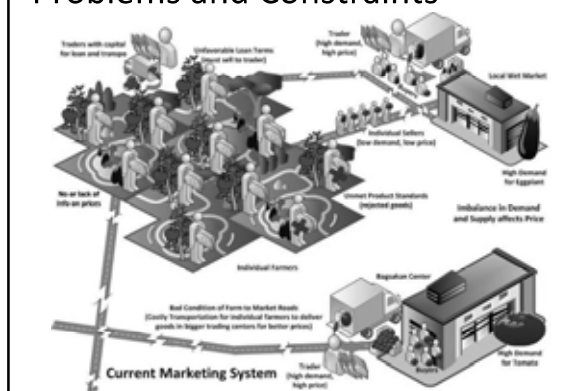 Problems and Constraints
Traders with capital
for loan and transpo
Unfavorable Loan Terms
(must sell to trader)
Trader
(high demand,
high price)
Local Wet Market
Individual Sellers
(low demand, low price)
High Demand
for Eggplant
No or lack of
info on prices
Unmet Product Standards
(rejected goods)
Imbalance in Demand
and Supply affects Price
Individual Farmers
Bagsakan Center
Bad Condition of Farm to Market Roads
(Costly Transportation for individual farmers to deliver
goods in bigger trading centers for better prices)
Buyers
High Demand
for Tomato
Current Marketing System
Trader
(high demand,
high price)